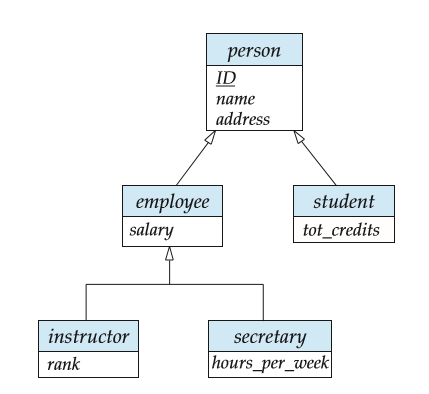 person
ID
name
address
employee
salary
student
tot_credits
instructor
rank
secretary
hours_per_week